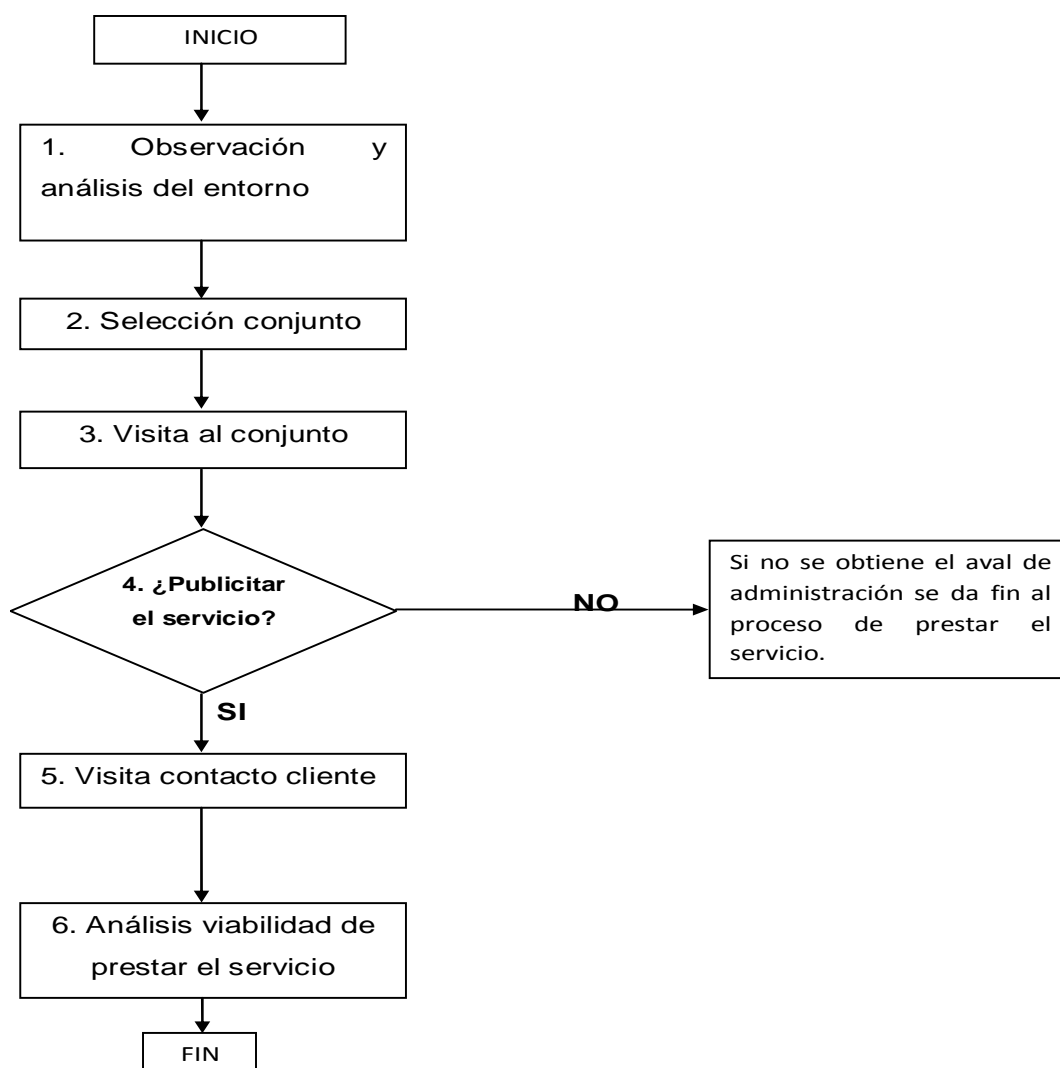 INICIO
1. Observación y
análisis del entorno
2. Selección conjunto
3. Visita al conjunto
4. ¿Publicitar
el servicio?
NO
Si no se obtiene el aval de
administración se da fin al
proceso de prestar el
servicio.
SI
5. Visita contacto cliente
6. Análisis viabilidad de
prestar el servicio
FIN